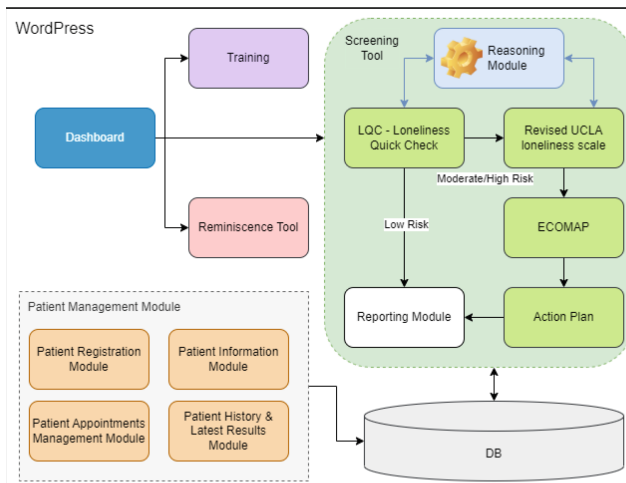 WordPress
Screening
Tool
Reasoning
Module
Training
Dashboard
LQC - Loneliness
Quick Check
Revised UCLA
loneliness scale
Moderate/High Risk
Reminiscence Tool
Low Risk
ECOMAP
Patient Management Module
Reporting Module
Action Plan
Patient Registration
Module
Patient Information
Module
Patient Appointments
Management Module
Patient History &
Latest Results
Module
DB